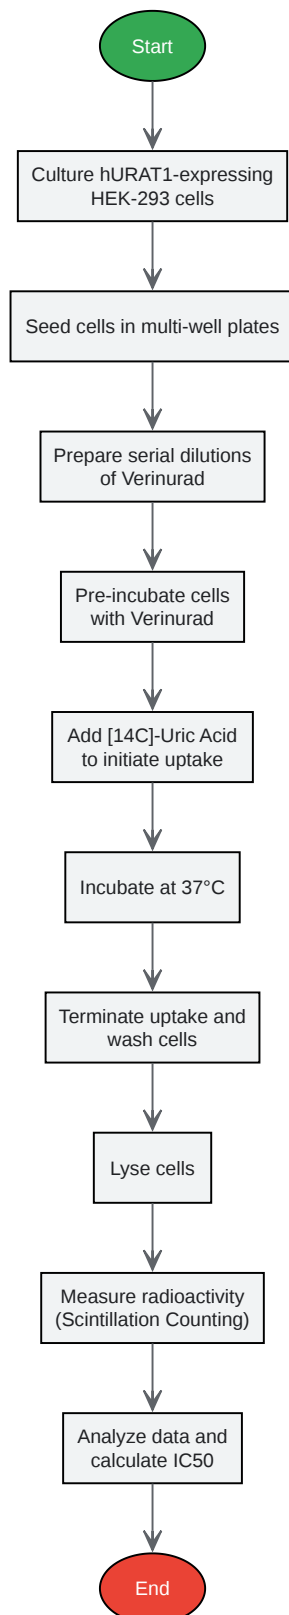 Start
Culture hURAT1-expressing
HEK-293 cells
Seed cells in multi-well plates
Prepare serial dilutions
of Verinurad
Pre-incubate cells
with Verinurad
Add [14C]-Uric Acid
to initiate uptake
Incubate at 37°C
Terminate uptake and
wash cells
Lyse cells
Measure radioactivity
(Scintillation Counting)
Analyze data and
calculate IC50
End